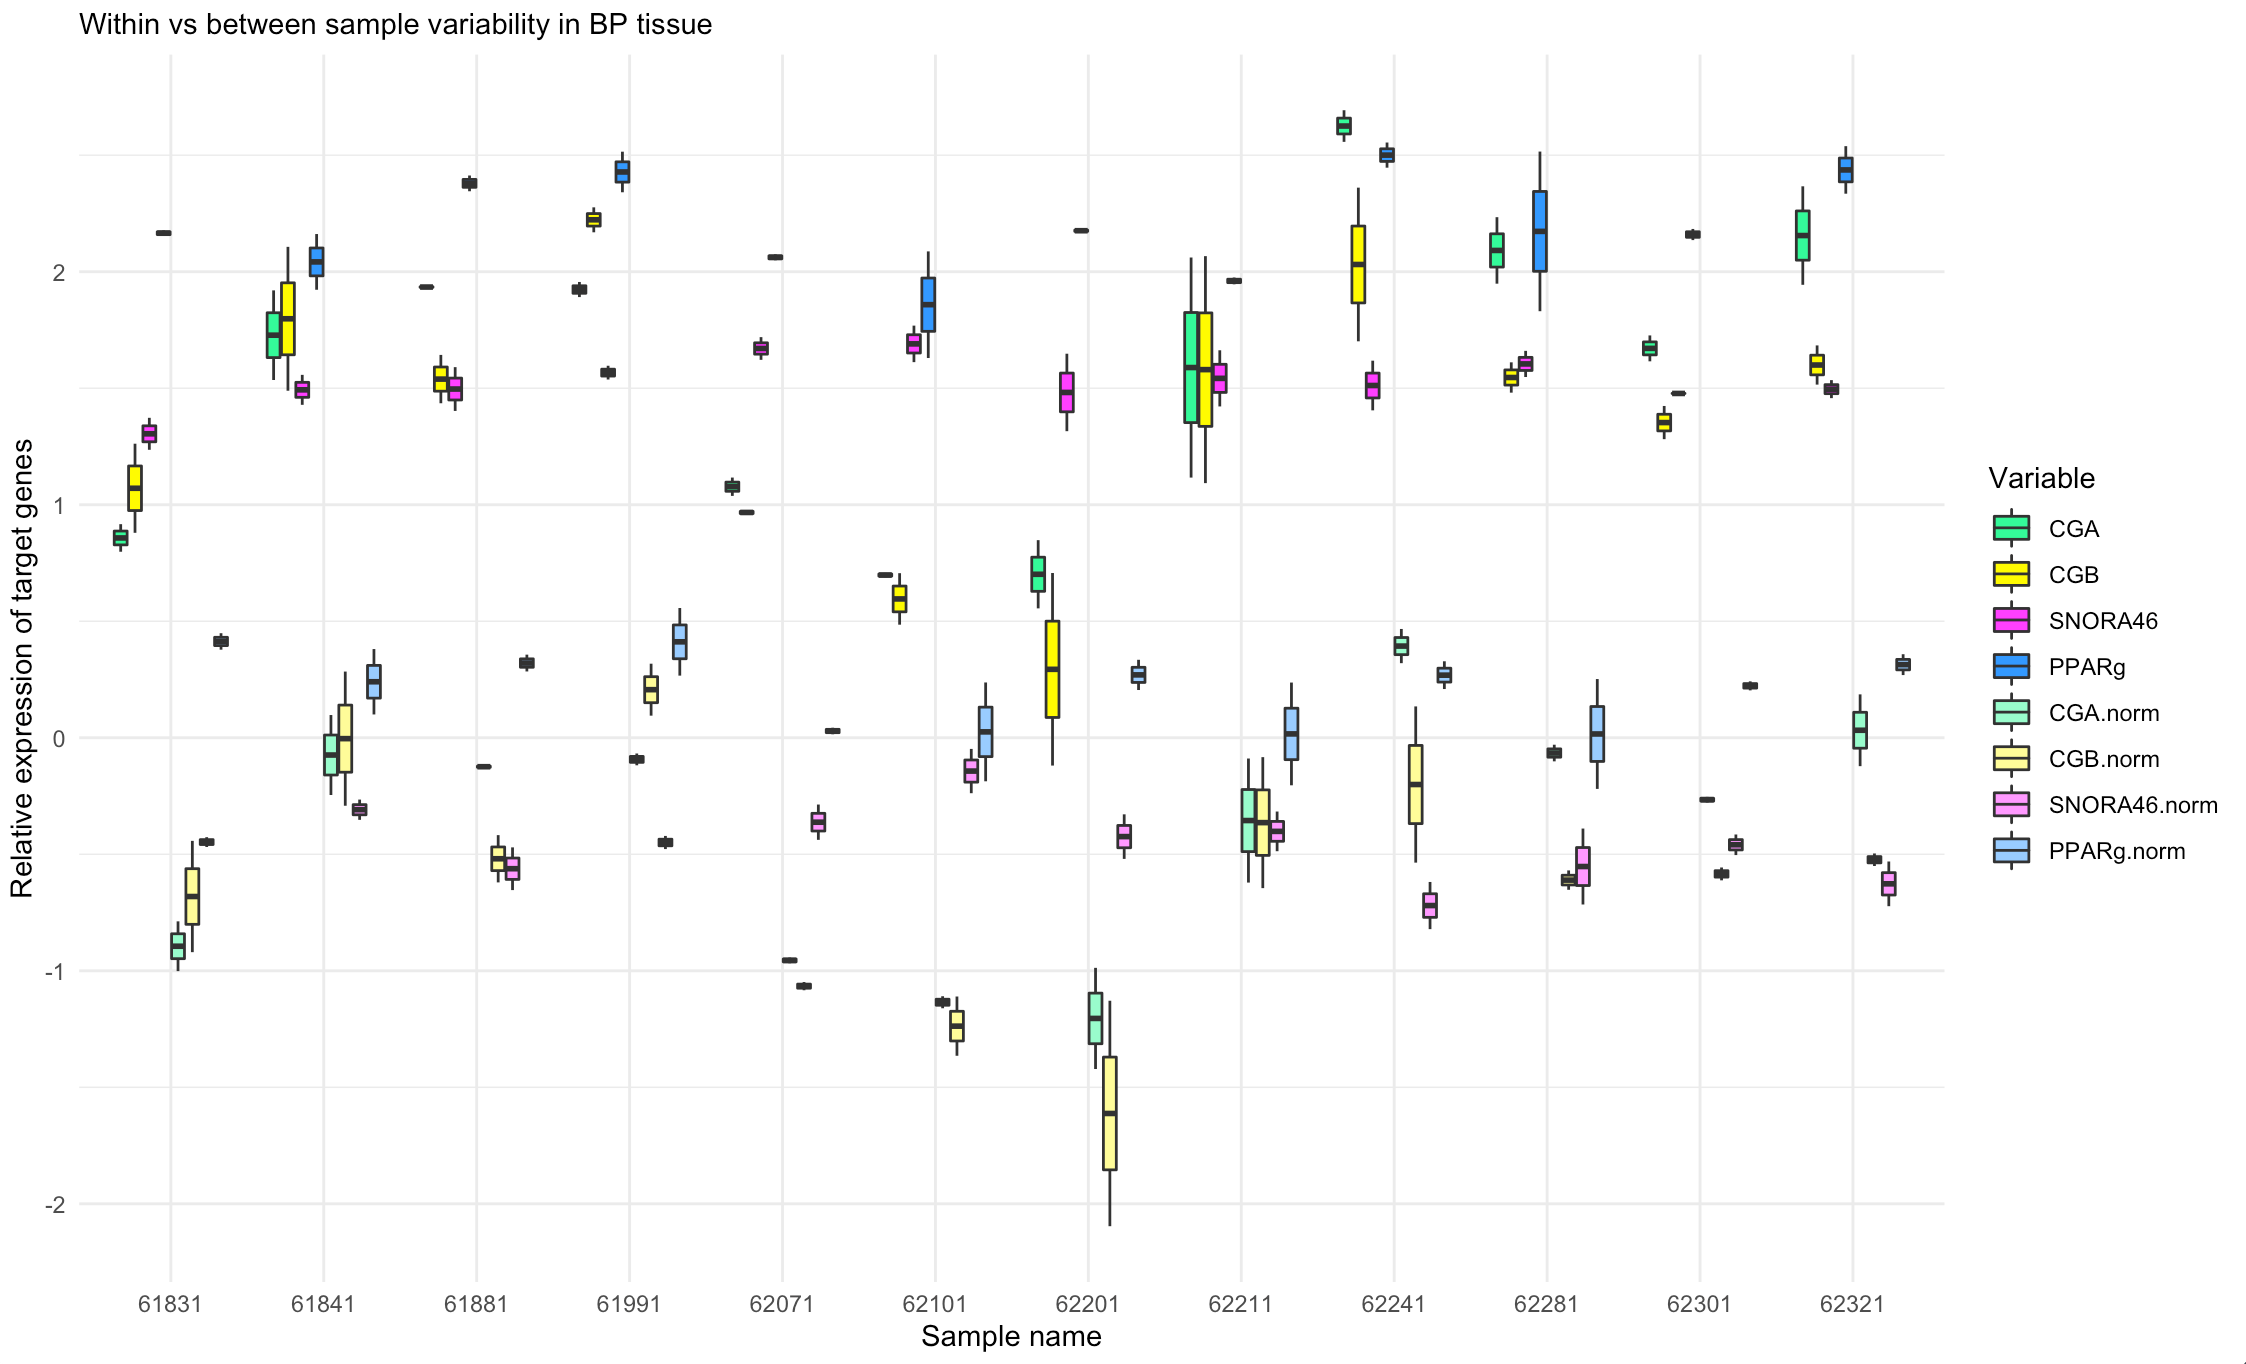 Within vs between sample variability in BP tissue
Relative expression of target genes
2
1
0
-1
-2
61831 61841 61881 61991 62071 62101 62201 62211 62241 62281 62301 62321
Sample name
Variable
CGA
CGB
SNORA46
PPARg
CGA.norm
CGB.norm
SNORA46.norm
PPARg.norm